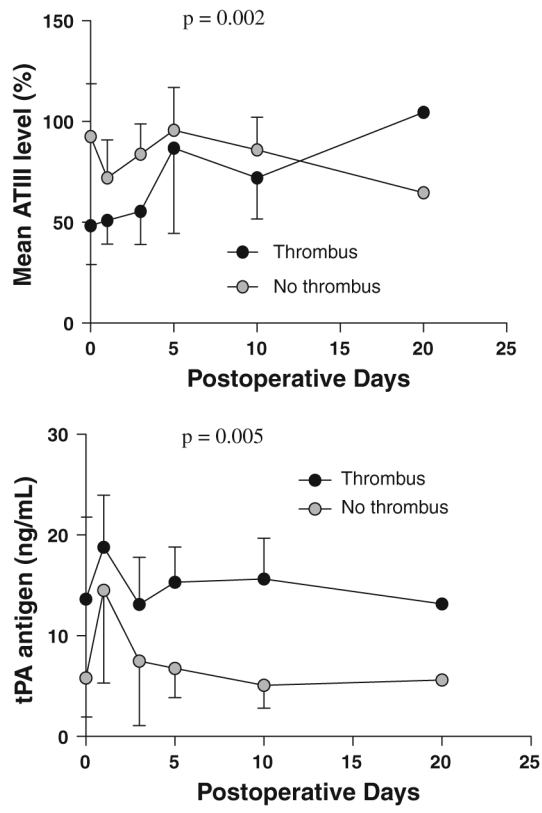 p = 0.002
150
100
50
0
Mean ATIII level (%)
Thrombus
No thrombus
0 5 10 15 20 25
Postoperative Days
p = 0.005
30
20
10
0
tPA antigen (ng/mL)
Thrombus
No thrombus
0 5 10 15 20 25
Postoperative Days